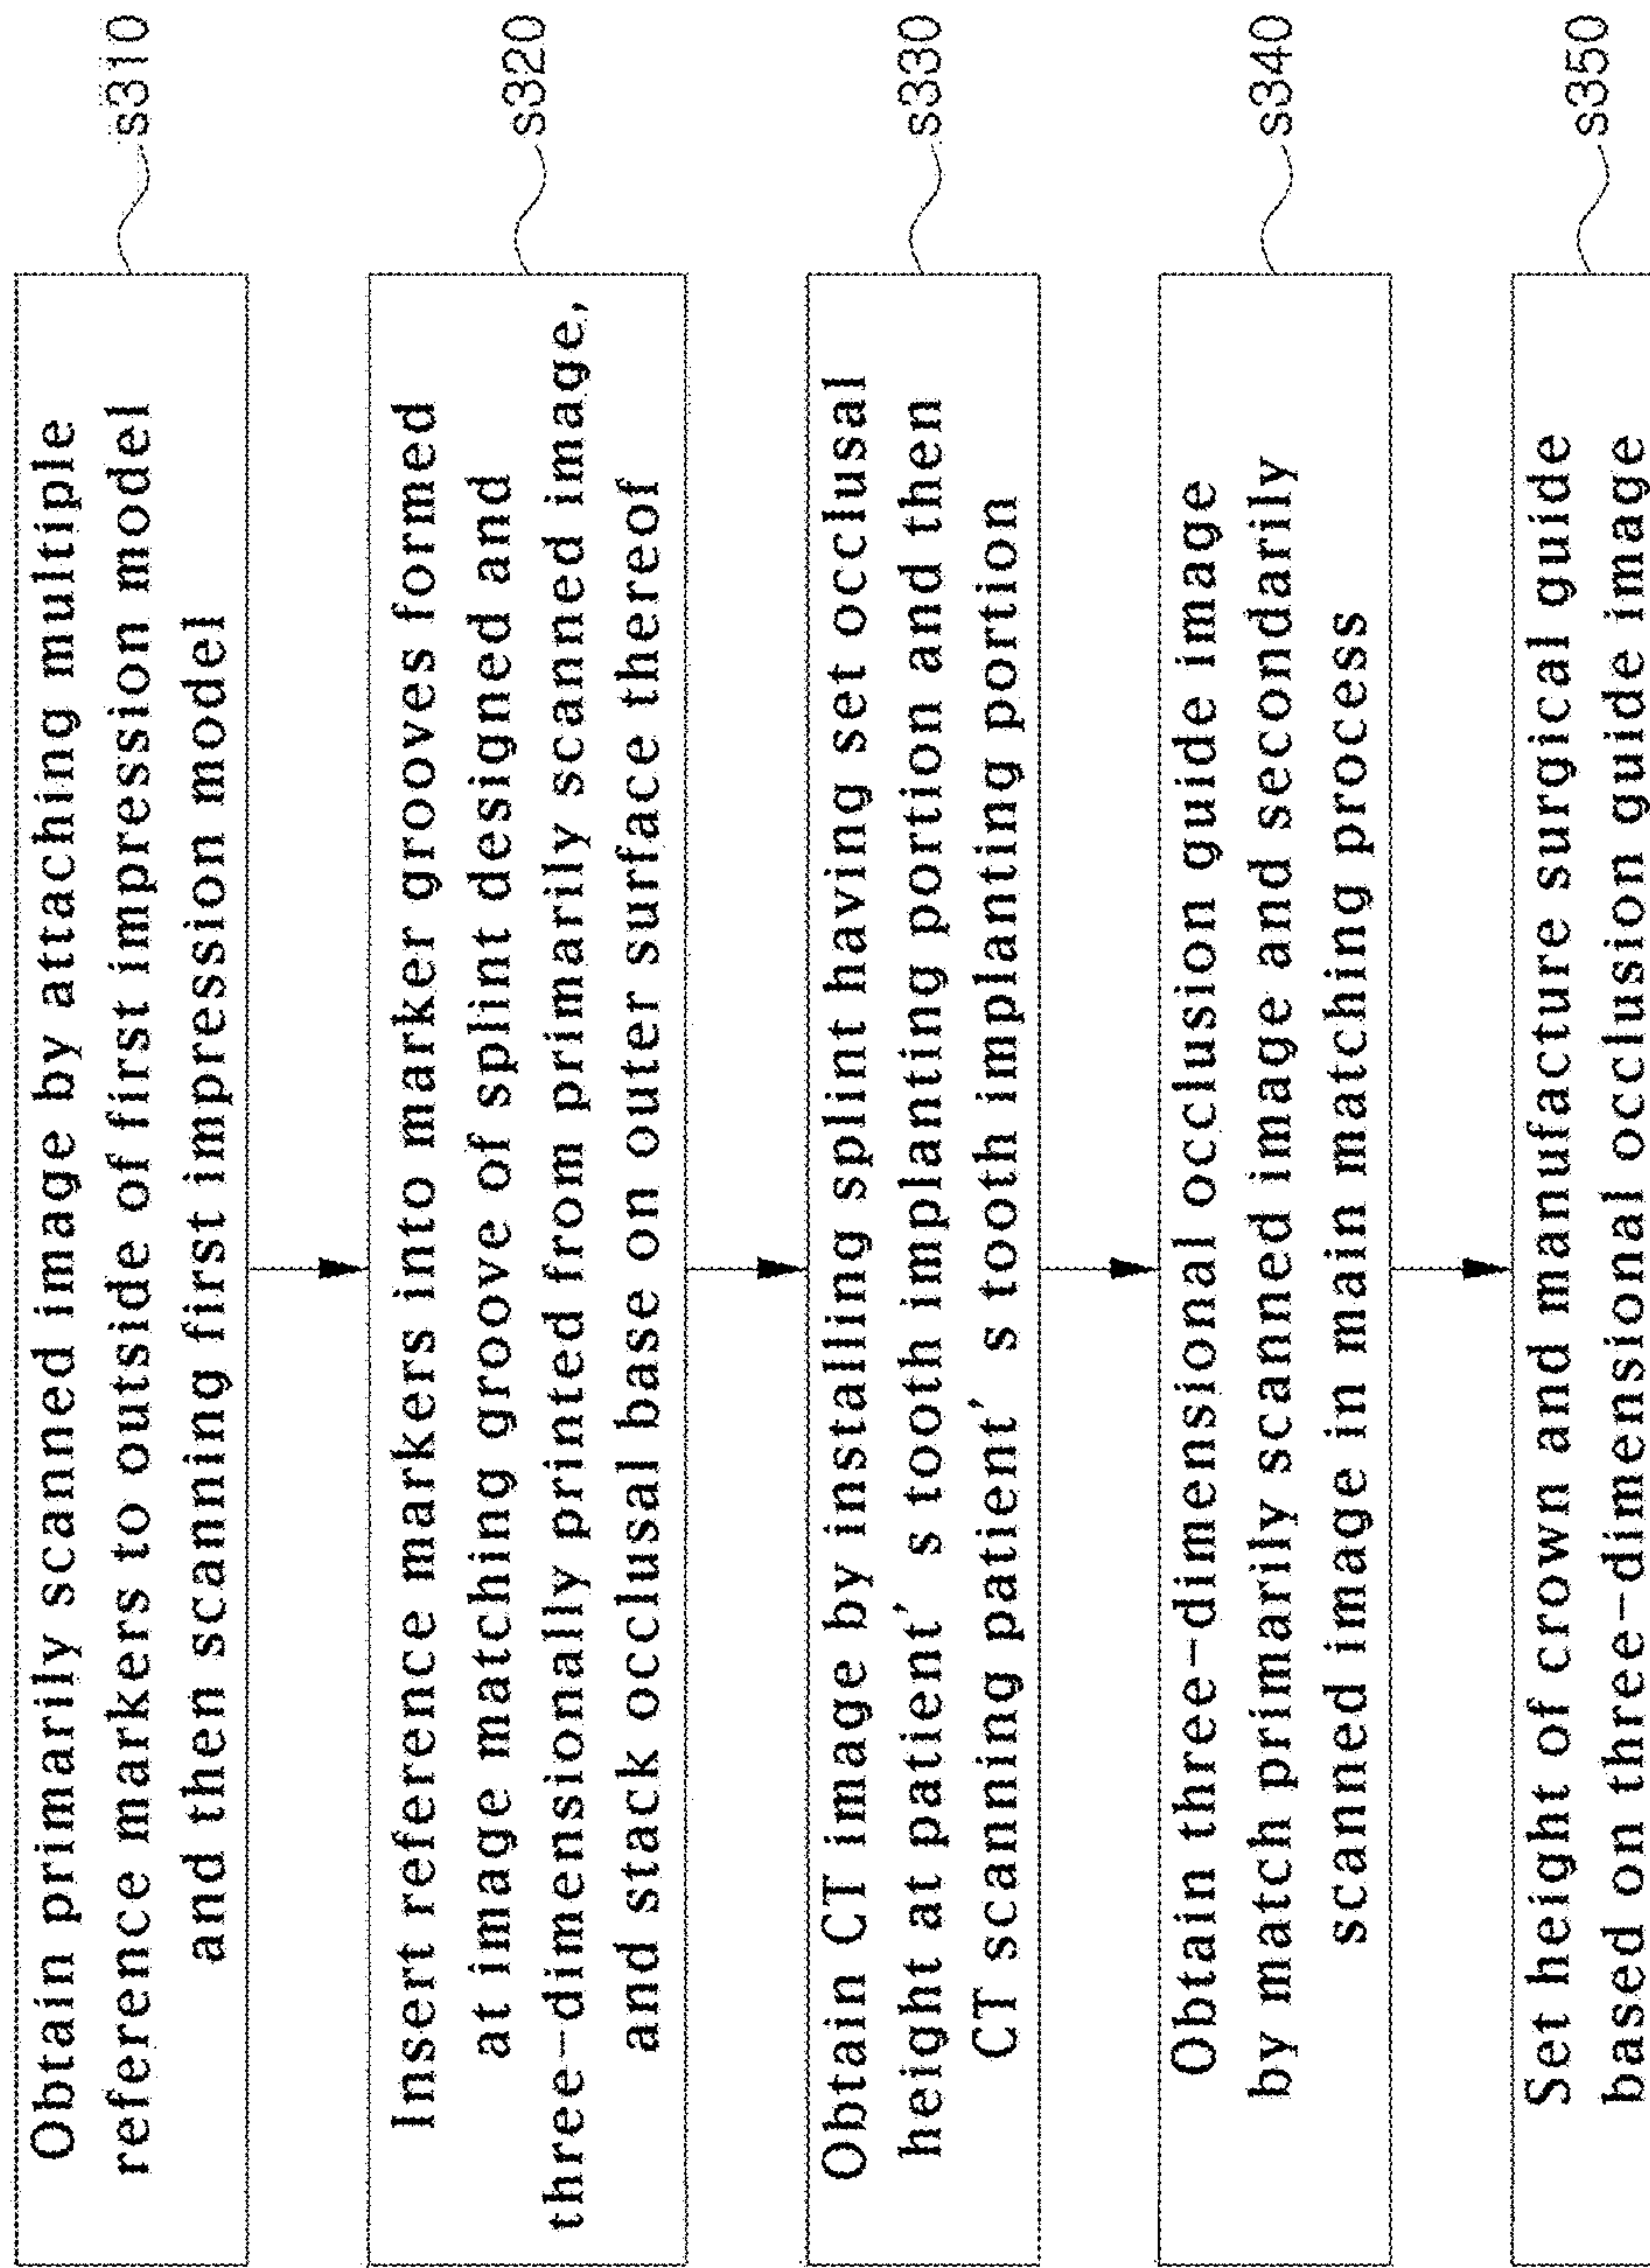 Obtain primarily scanned image by attaching multiple
reference markers to outside of first impression model
and then scanning first impression model
s310
Insert reference markers into marker grooves formed
at image matching groove of splint designed and
three-dimensionally printed from primarily scanned image,
and stack occlusal base on outer surface thereof
s320
Obtain CT image by installing splint having set occlusal
height at patient's tooth implanting portion and then
CT scanning patient's tooth implanting portion
s330
Obtain three-dimensional occlusion guide image
by match primarily scanned image and secondarily
scanned image in main matching process
s340
Set height of crown and manufacture surgical guide
based on three-dimensional occlusion guide image
s350